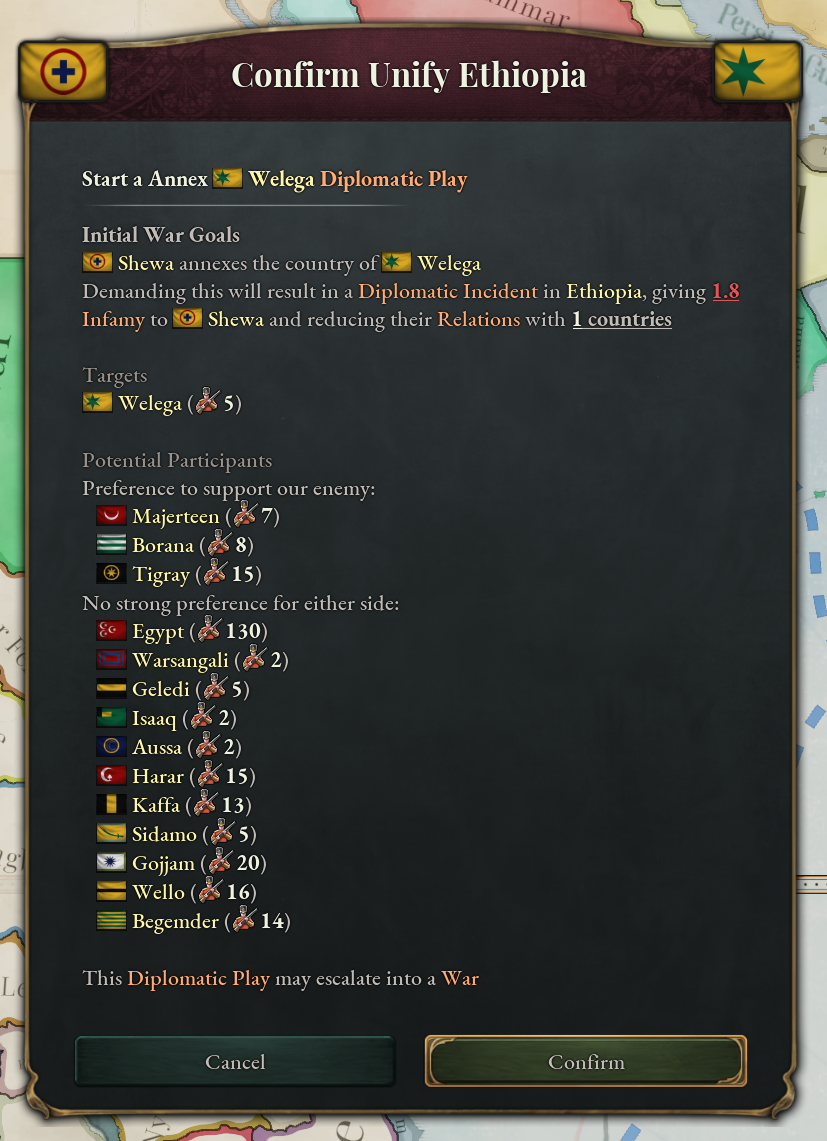 mmar
Persi
Confirm Unify Ethiopia
Start a Annex Welega Diplomatic Play
Initial War Goals
Shewa annexes the country of Welega
Demanding this will result in a Diplomatic Incident in Ethiopia, giving 1.8
Infamy to Shewa and reducing their Relations with 1 countries
Targets
Welega (5)
Potential Participants
Preference to support our enemy:
Majerteen (7)
Borana (8)
Tigray (15)
No strong preference for either side:
Egypt (130)
Warsangali (2)
Geledi (5)
Isaaq (2)
Aussa (2)
Harar (15)
Kaffa (13)
Sidamo (5)
Gojjam (20)
Wello (16)
Begemder (14)
This Diplomatic Play may escalate into a War
Cancel
Confirm